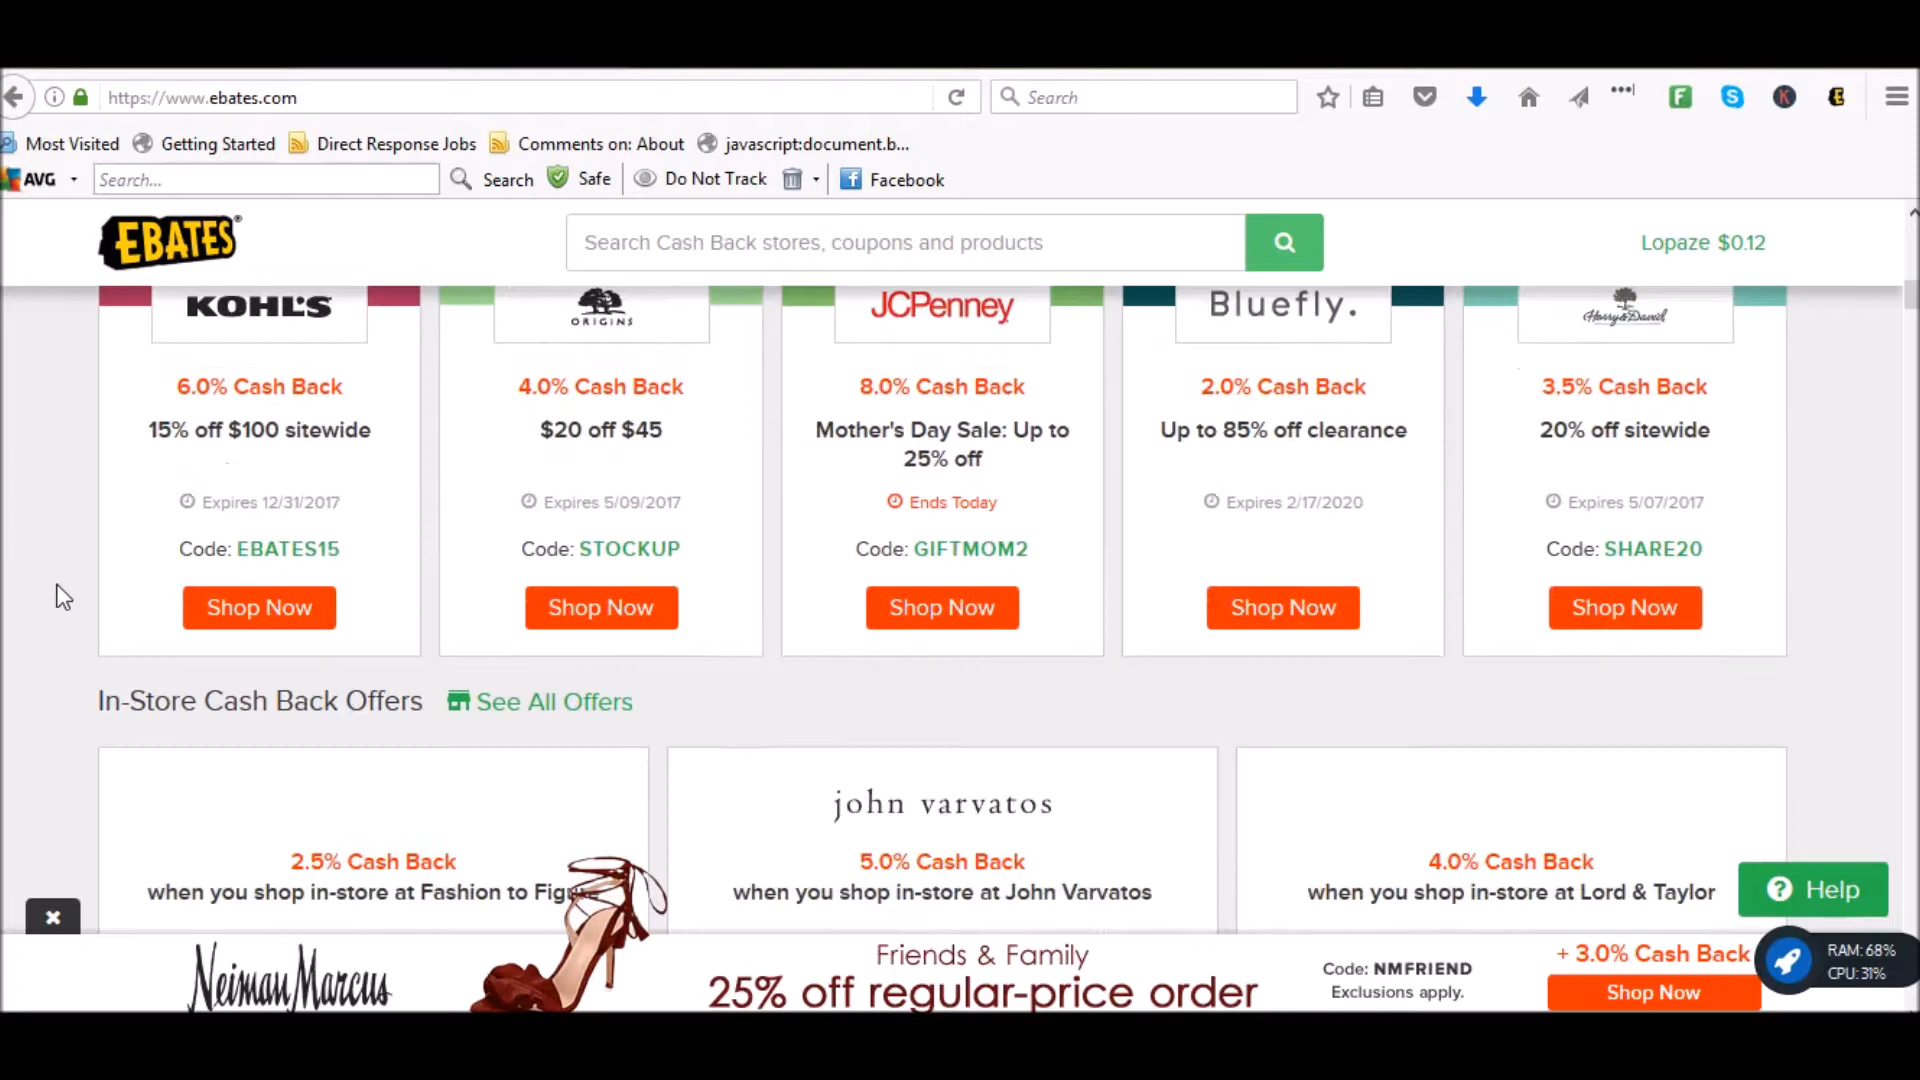 https://www.ebates.com
Search
Most Visited Getting Started Direct Response Jobs Comments on: About javascript:document.b...
AVG Search... Search Safe Do Not Track Facebook
EBATES®
Search Cash Back stores, coupons and products
Lopaze $0.12
KOHL'S
6.0% Cash Back
15% off $100 sitewide
Expires 12/31/2017
Code: EBATES15
Shop Now
ORIGINS
4.0% Cash Back
$20 off $45
Expires 5/09/2017
Code: STOCKUP
Shop Now
JCPenney
8.0% Cash Back
Mother's Day Sale: Up to
25% off
Ends Today
Code: GIFTMOM2
Shop Now
Bluefly.
2.0% Cash Back
Up to 85% off clearance
Expires 2/17/2020
Shop Now
Harry & David
3.5% Cash Back
20% off sitewide
Expires 5/07/2017
Code: SHARE20
Shop Now
In-Store Cash Back Offers See All Offers
2.5% Cash Back
when you shop in-store at Fashion to Figu
john varvatos
5.0% Cash Back
when you shop in-store at John Varvatos
4.0% Cash Back
when you shop in-store at Lord & Taylor
Help
Neiman Marcus
Friends & Family
25% off regular-price order
Code: NMFRIEND
Exclusions apply.
+ 3.0% Cash Back
Shop Now
RAM: 68%
CPU: 31%